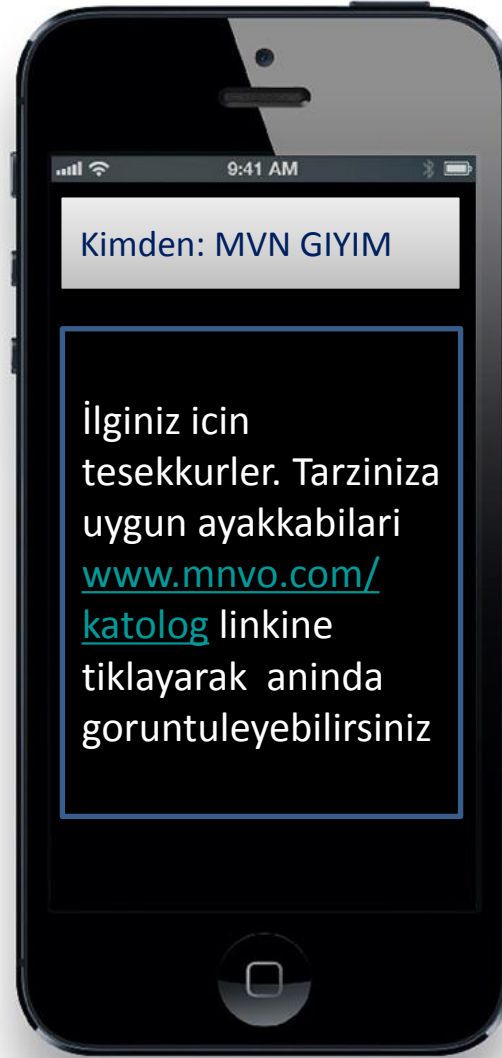 9:41 AM
Kimden: MVN GIYIM
İlginiz icin
tesekkurler. Tarziniza
uygun ayakkabilari
www.mnvo.com/
katolog linkine
tiklayarak  aninda
goruntuleyebilirsiniz